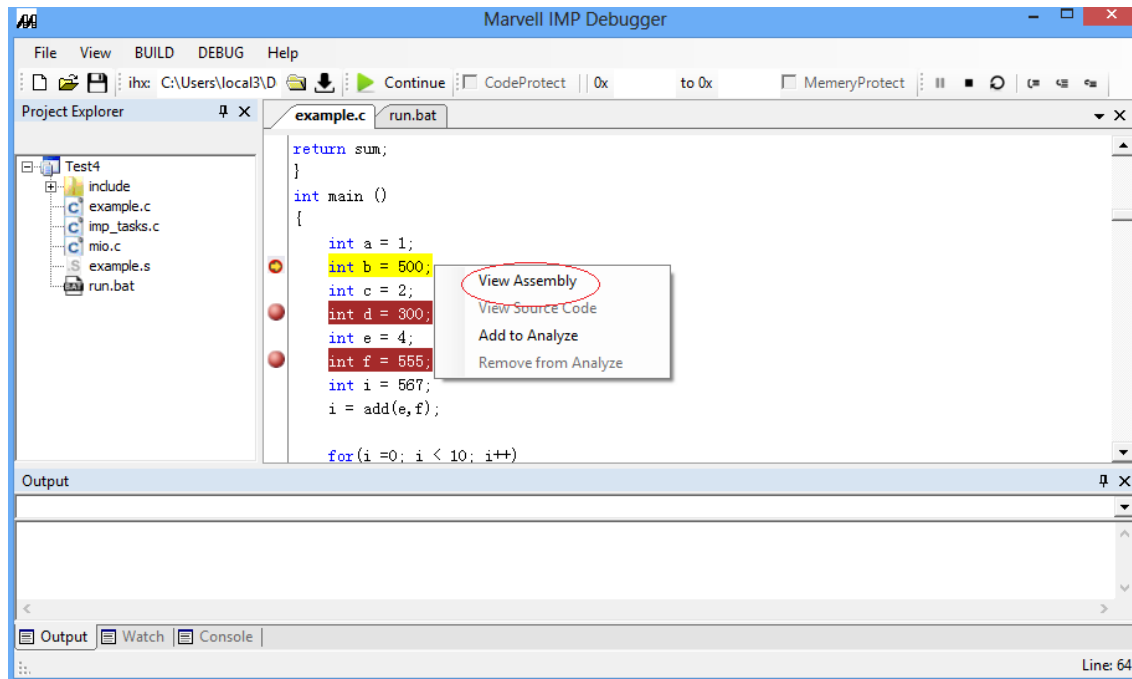 Marvell IMP Debugger
File View BUILD DEBUG Help
ihx: C:\Users\local3\D Continue CodeProtect 0x to 0x MemeryProtect
Project Explorer
example.c run.bat
Test4
include
example.c
imp_tasks.c
mio.c
example.s
run.bat
return sum;
}
int main ()
{
int a = 1;
int b = 500;
int c = 2;
int d = 300;
int e = 4;
int f = 555;
int i = 567;
i = add(e,f);
for(i =0; i < 10; i++)
View Assembly
View Source Code
Add to Analyze
Remove from Analyze
Output
Output Watch Console
Line: 64